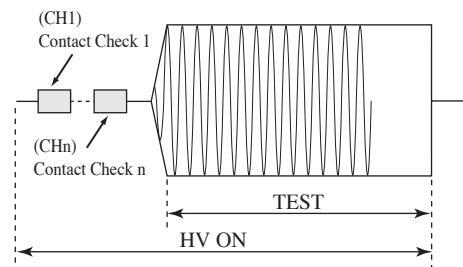 (CH1)
Contact Check 1
(CHn)
Contact Check n
TEST
HV ON